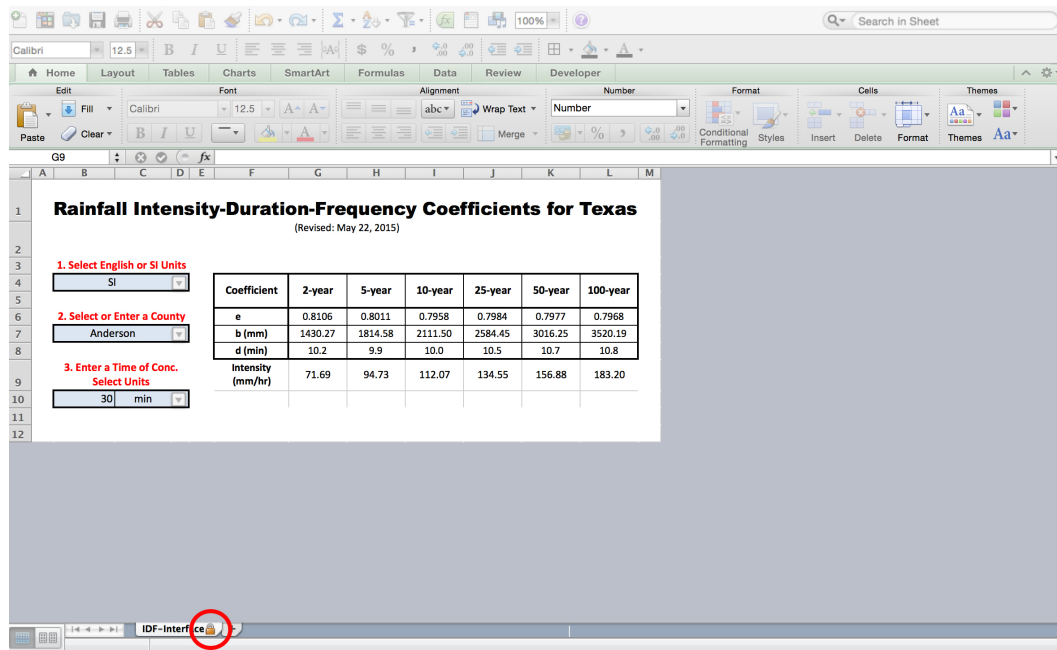 100%
Search in Sheet
Calibri 12.5 B I U $ % ,
Home Layout Tables Charts SmartArt Formulas Data Review Developer
Edit Font Alignment Number Format Cells Themes
Fill Calibri 12.5 A A abc Wrap Text Number Aa
Paste Clear B I U A Merge % , Conditional Formatting Styles Insert Delete Format Themes Aa
G9 fx
A B C D E F G H I J K L M
1 Rainfall Intensity-Duration-Frequency Coefficients for Texas
(Revised: May 22, 2015)
2
3 1. Select English or SI Units
4 SI
Coefficient 2-year 5-year 10-year 25-year 50-year 100-year
5
6 2. Select or Enter a County e 0.8106 0.8011 0.7958 0.7984 0.7977 0.7968
7 Anderson b (mm) 1430.27 1814.58 2111.50 2584.45 3016.25 3520.19
8 d (min) 10.2 9.9 10.0 10.5 10.7 10.8
3. Enter a Time of Conc. Intensity
71.69 94.73 112.07 134.55 156.88 183.20
9 Select Units (mm/hr)
10 30 min
11
12
IDF-Interface